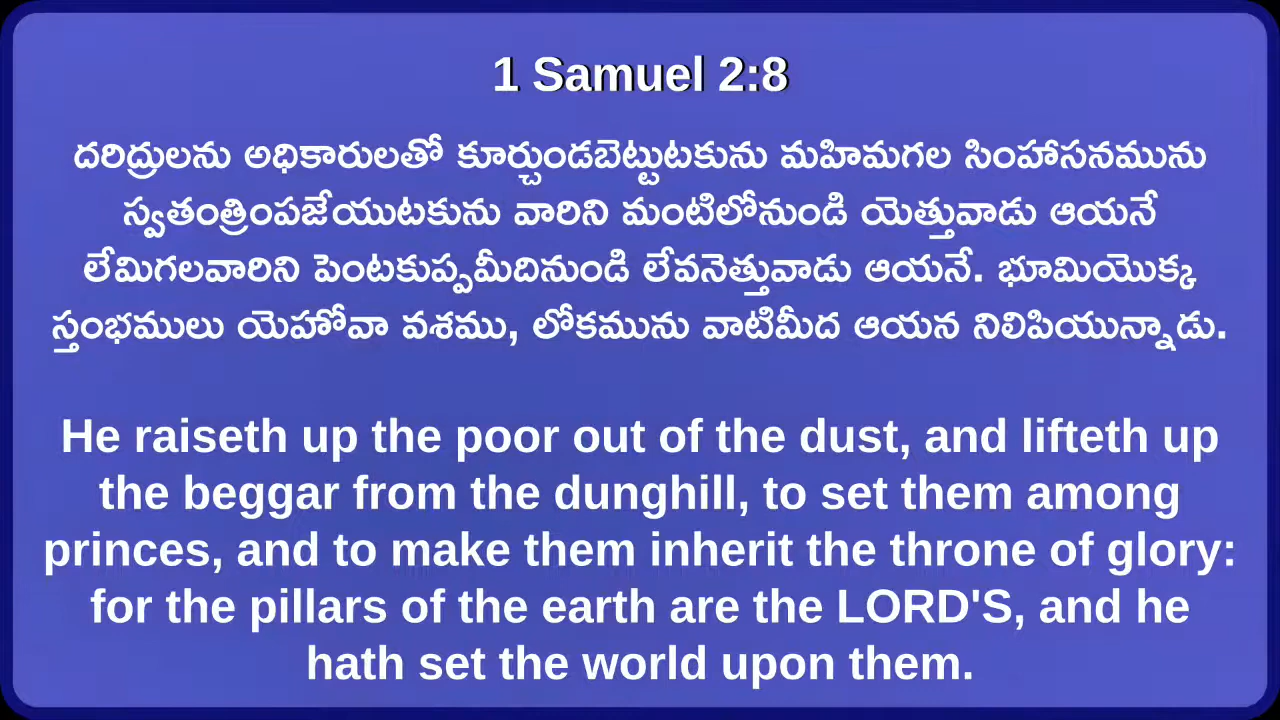 1 Samuel 2:8
దరిద్రులను అధికారులతో కూర్చుండబెట్టుటకును మహిమగల సింహాసనమును
స్వతంత్రింపజేయుటకును వారిని మంటిలోనుండి యెత్తువాడు ఆయనే
లేమిగలవారిని పెంటకుప్పమీదినుండి లేవనెత్తువాడు ఆయనే. భూమియొక్క
స్తంభములు యెహోవా వశము, లోకమును వాటిమీద ఆయన నిలిపియున్నాడు.
He raiseth up the poor out of the dust, and lifteth up
the beggar from the dunghill, to set them among
princes, and to make them inherit the throne of glory:
for the pillars of the earth are the LORD'S, and he
hath set the world upon them.